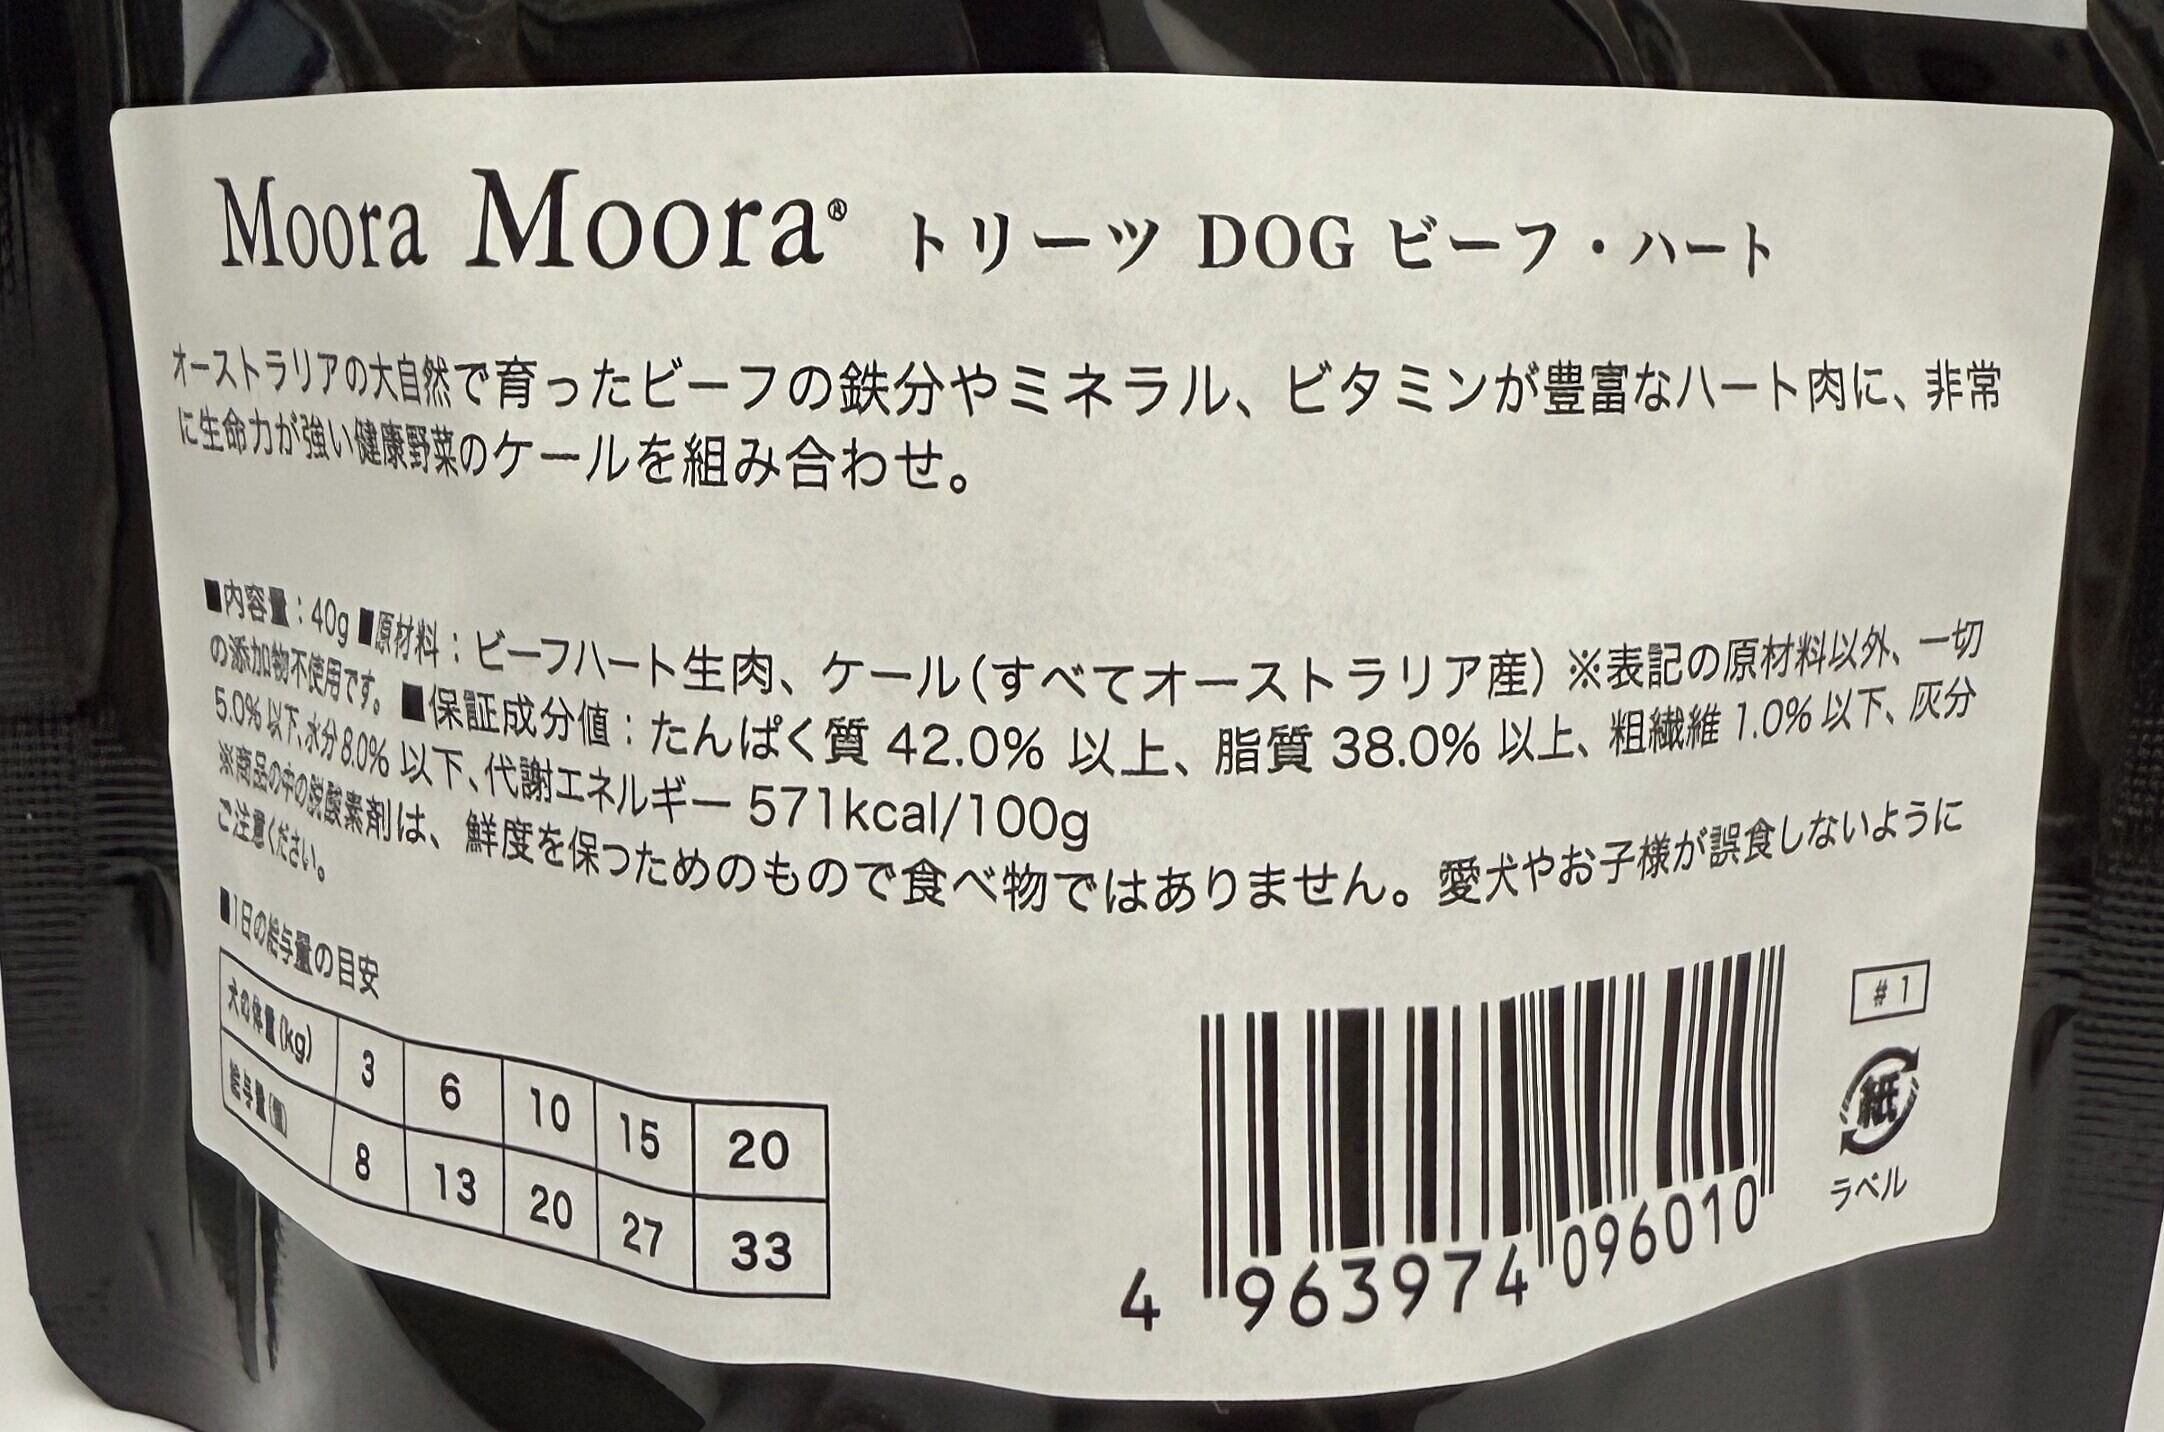 Moora Moora® トリーツ DOG ビーフ・ハート
オーストラリアの大自然で育ったビーフの鉄分やミネラル、ビタミンが豊富なハート肉に、非常
に生命力が強い健康野菜のケールを組み合わせ。
■内容量：40g ■原材料：ビーフハート生肉、ケール（すべてオーストラリア産）※表記の原材料以外、一切
の添加物不使用です。■保証成分値：たんぱく質 42.0% 以上、脂質 38.0% 以上、粗繊維 1.0% 以下、灰分
5.0% 以下、水分 8.0% 以下、代謝エネルギー 571kcal/100g
※商品の中の脱酸素剤は、鮮度を保つためのもので食べ物ではありません。愛犬やお子様が誤食しないように
ご注意ください。
■1日の給与量の目安
犬の体重(kg) 3 6 10 15 20
給与量(個) 8 13 20 27 33
4 963974 096010
#1
紙
ラベル